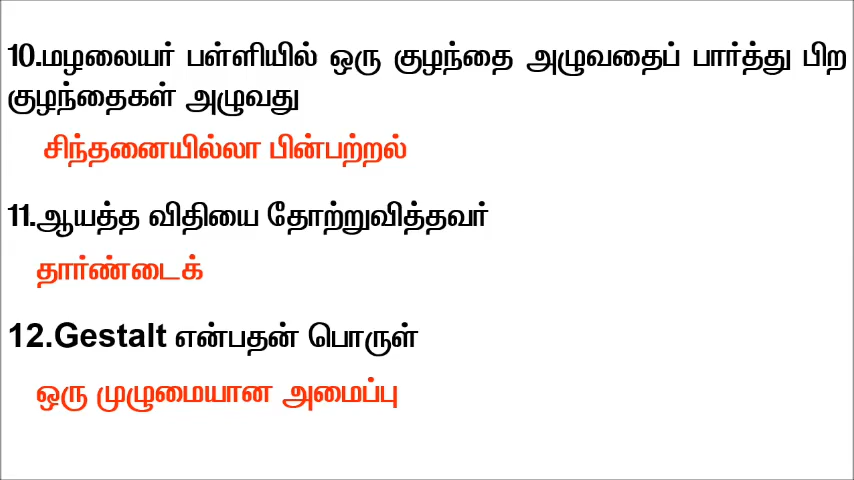 10.மழலையர் பள்ளியில் ஒரு குழந்தை அழுவதைப் பார்த்து பிற
குழந்தைகள் அழுவது
சிந்தனையில்லா பின்பற்றல்
11.ஆயத்த விதியை தோற்றுவித்தவர்
தார்ண்டைக்
12.Gestalt என்பதன் பொருள்
ஒரு முழுமையான அமைப்பு